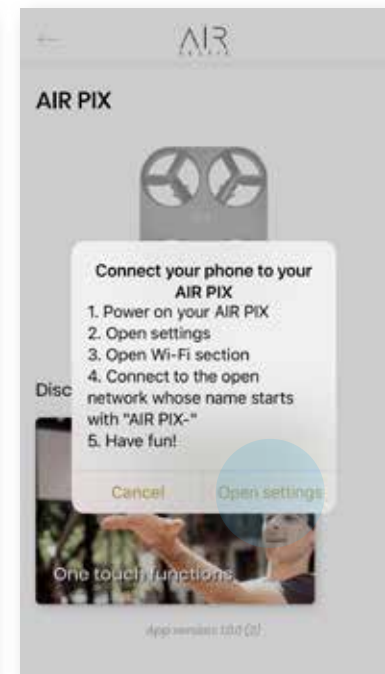 AIR
AIR PIX
Connect your phone to your
AIR PIX
1. Power on your AIR PIX
2. Open settings
3. Open Wi-Fi section
4. Connect to the open
network whose name starts
with "AIR PIX-"
5. Have fun!
Disc
Cancel Open settings
One touch functions